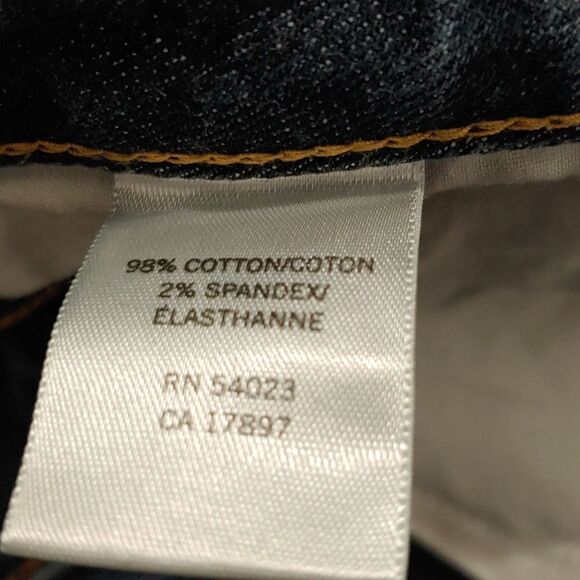 98% COTTON/COTON
2% SPANDEX/
ÉLASTHANNE
RN 54023
CA 17897